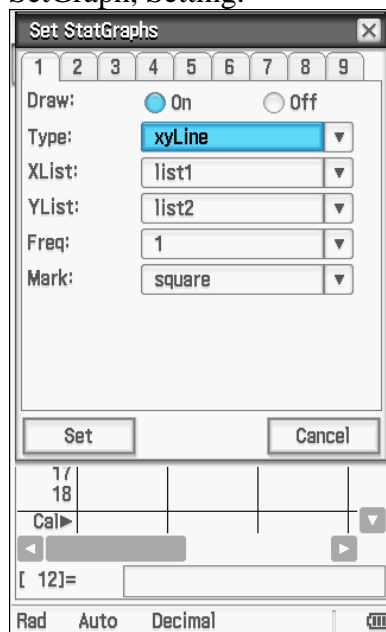 SetGraph, Setting:
Set StatGraphs
1 2 3 4 5 6 7 8 9
Draw: On Off
Type: xyLine
XList: list1
YList: list2
Freq: 1
Mark: square
Set Cancel
17
18
Cal
[ 12]=
Rad Auto Decimal